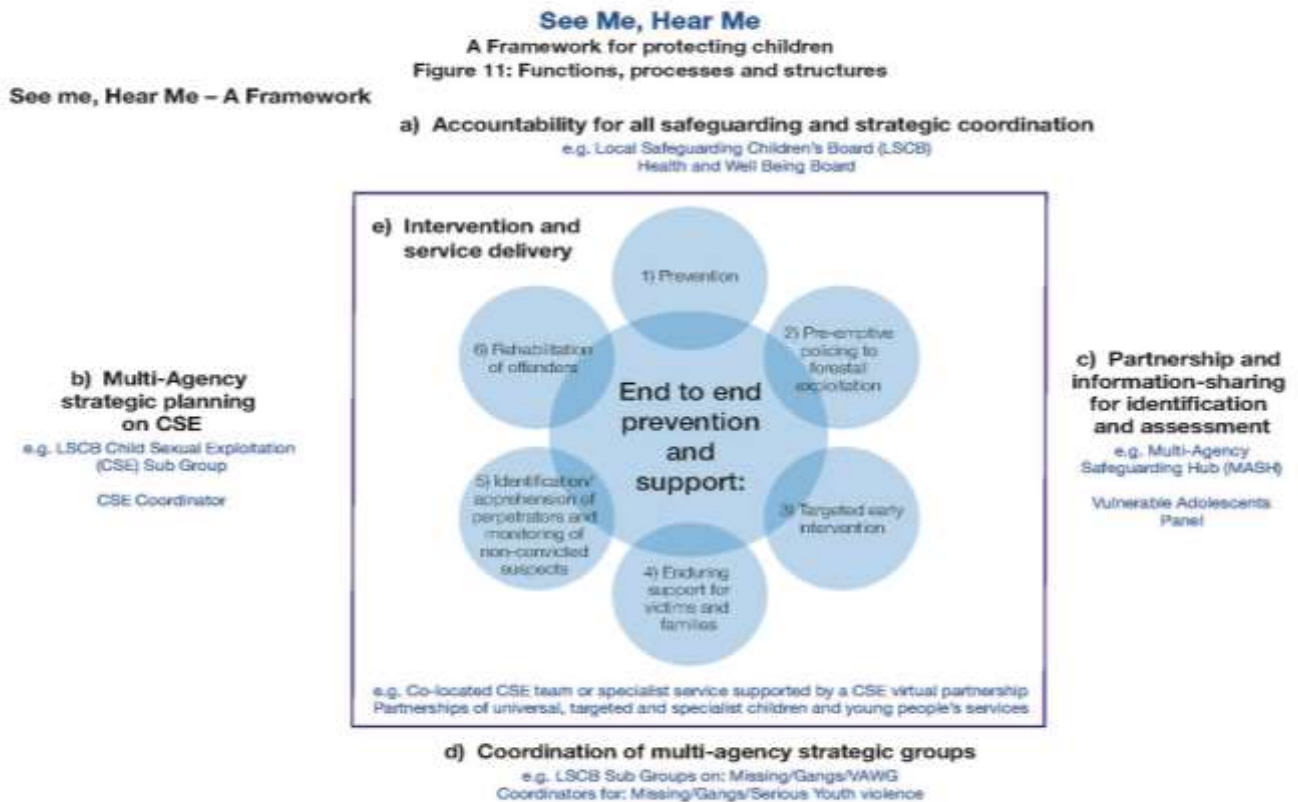 See Me, Hear Me
A Framework for protecting children
Figure 11: Functions, processes and structures
See me, Hear Me – A Framework
a) Accountability for all safeguarding and strategic coordination
e.g. Local Safeguarding Children's Board (LSCB)
Health and Well Being Board
e) Intervention and
service delivery
1) Prevention
2) Pre-emptive
policing to
forestall
exploitation
3) Targeted early
intervention
4) Enduring
support for
victims and
families
5) Identification/
apprehension of
perpetrators and
monitoring of
non-convicted
suspects
6) Rehabilitation
of offenders
End to end
prevention
and
support:
b) Multi-Agency
strategic planning
on CSE
e.g. LSCB Child Sexual Exploitation
(CSE) Sub Group
CSE Coordinator
c) Partnership and
information-sharing
for identification
and assessment
e.g. Multi-Agency
Safeguarding Hub (MASH)
Vulnerable Adolescents
Panel
e.g. Co-located CSE team or specialist service supported by a CSE virtual partnership
Partnerships of universal, targeted and specialist children and young people's services
d) Coordination of multi-agency strategic groups
e.g. LSCB Sub Groups on: Missing/Gangs/VAWG
Coordinators for: Missing/Gangs/Serious Youth violence